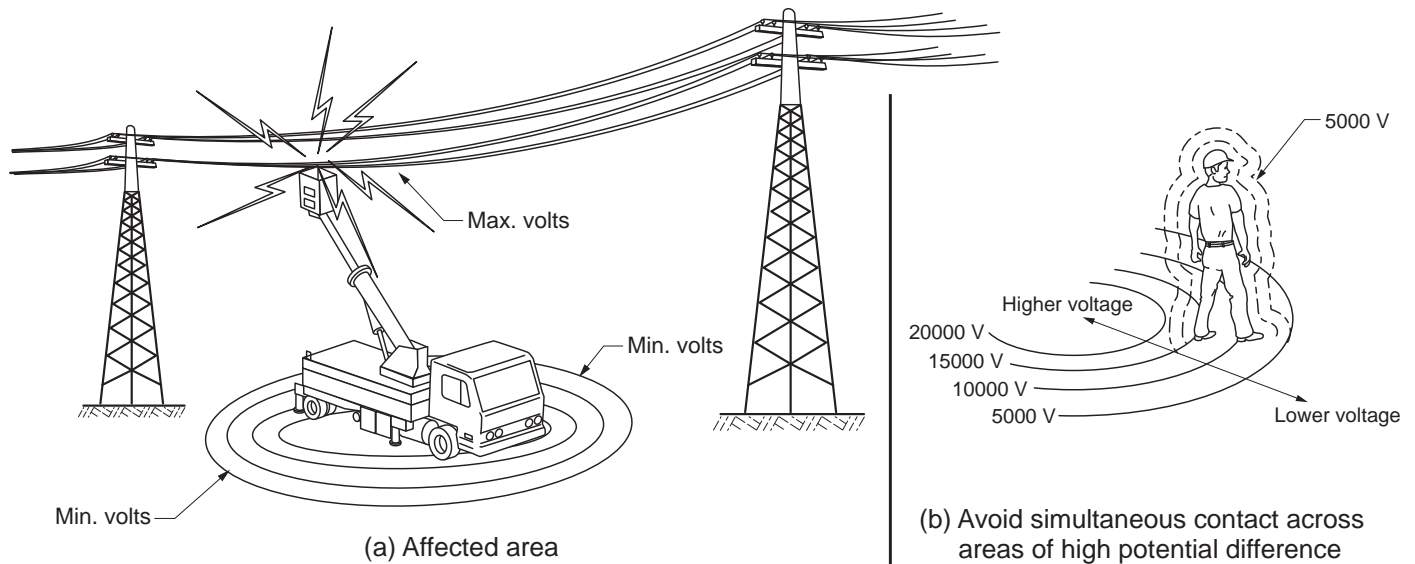 Max. volts
Min. volts
Min. volts
(a) Affected area
5000 V
Higher voltage
20000 V
15000 V
10000 V
5000 V
Lower voltage
(b) Avoid simultaneous contact across
areas of high potential difference